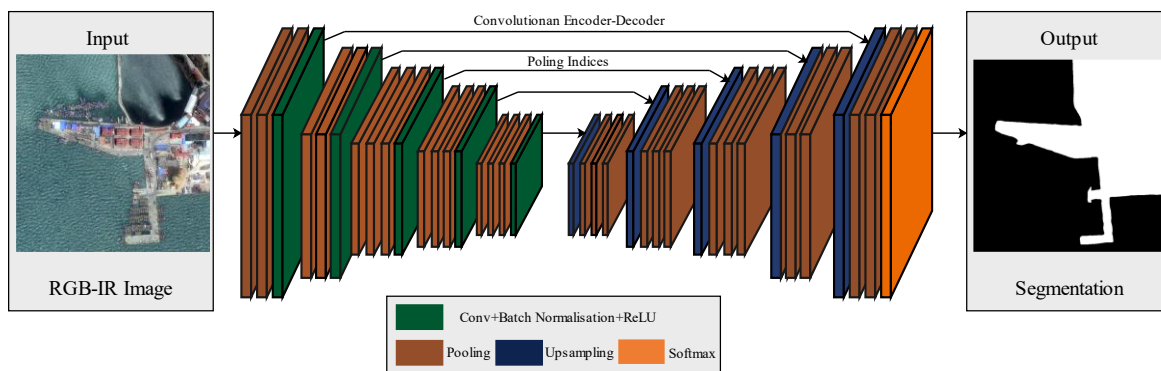 Convolutionan Encoder-Decoder
Input
Output
Poling Indices
RGB-IR Image
Segmentation
Conv+Batch Normalisation+ReLU
Pooling
Upsampling
Softmax